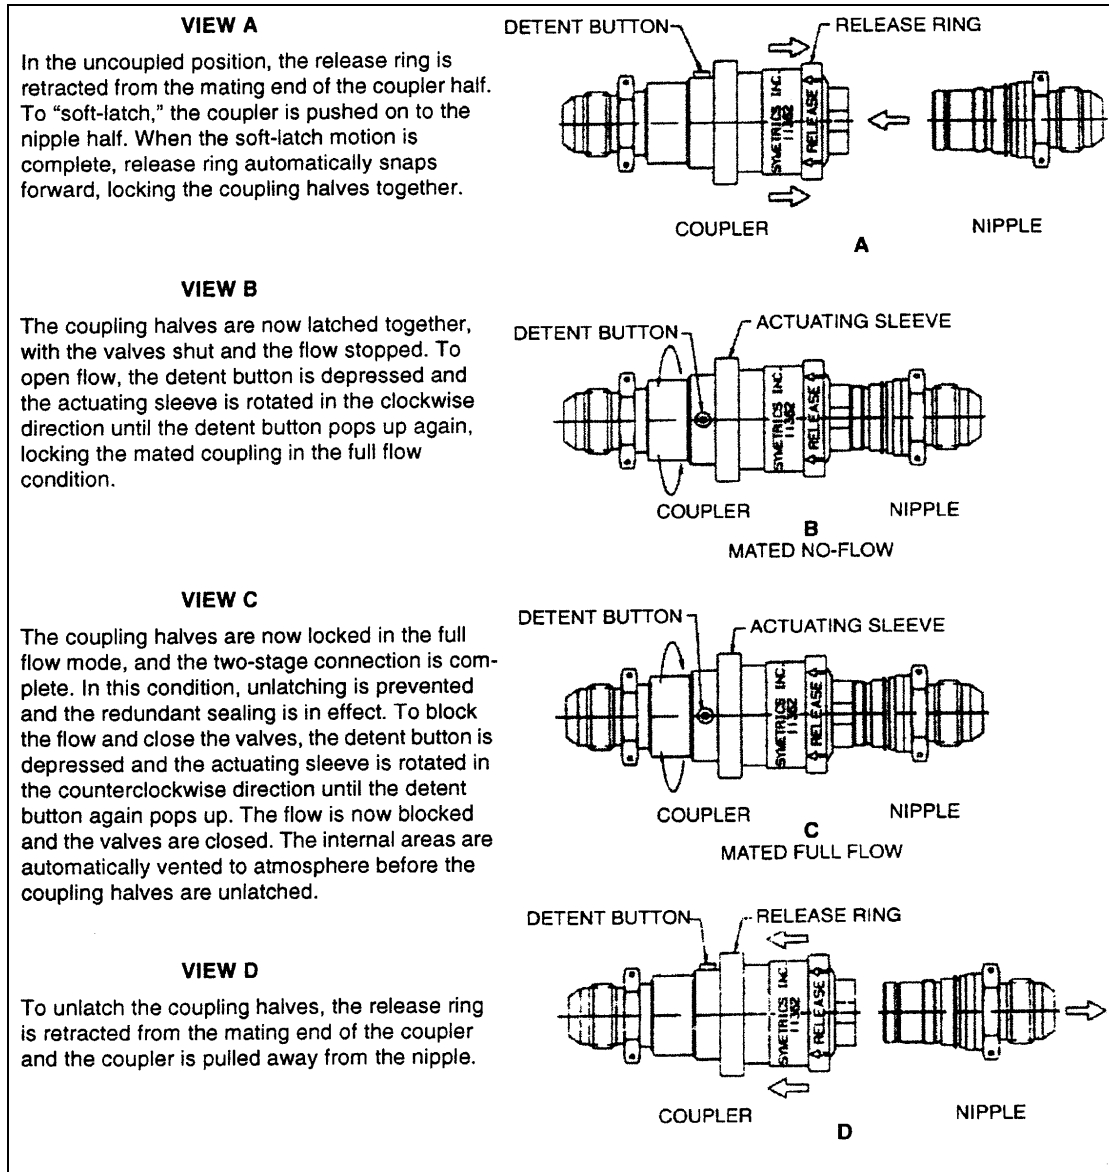 VIEW A
In the uncoupled position, the release ring is
retracted from the mating end of the coupler half.
To “soft-latch,” the coupler is pushed on to the
nipple half. When the soft-latch motion is
complete, release ring automatically snaps
forward, locking the coupling halves together.
DETENT BUTTON
RELEASE RING
SYMETRICS INC.
11362
RELEASE
COUPLER
NIPPLE
A
VIEW B
The coupling halves are now latched together,
with the valves shut and the flow stopped. To
open flow, the detent button is depressed and
the actuating sleeve is rotated in the clockwise
direction until the detent button pops up again,
locking the mated coupling in the full flow
condition.
DETENT BUTTON
ACTUATING SLEEVE
SYMETRICS INC.
11362
RELEASE
COUPLER
NIPPLE
B
MATED NO-FLOW
VIEW C
The coupling halves are now locked in the full
flow mode, and the two-stage connection is com-
plete. In this condition, unlatching is prevented
and the redundant sealing is in effect. To block
the flow and close the valves, the detent button is
depressed and the actuating sleeve is rotated in
the counterclockwise direction until the detent
button again pops up. The flow is now blocked
and the valves are closed. The internal areas are
automatically vented to atmosphere before the
coupling halves are unlatched.
DETENT BUTTON
ACTUATING SLEEVE
SYMETRICS INC.
11362
RELEASE
COUPLER
NIPPLE
C
MATED FULL FLOW
VIEW D
To unlatch the coupling halves, the release ring
is retracted from the mating end of the coupler
and the coupler is pulled away from the nipple.
DETENT BUTTON
RELEASE RING
SYMETRICS INC.
11362
RELEASE
COUPLER
NIPPLE
D